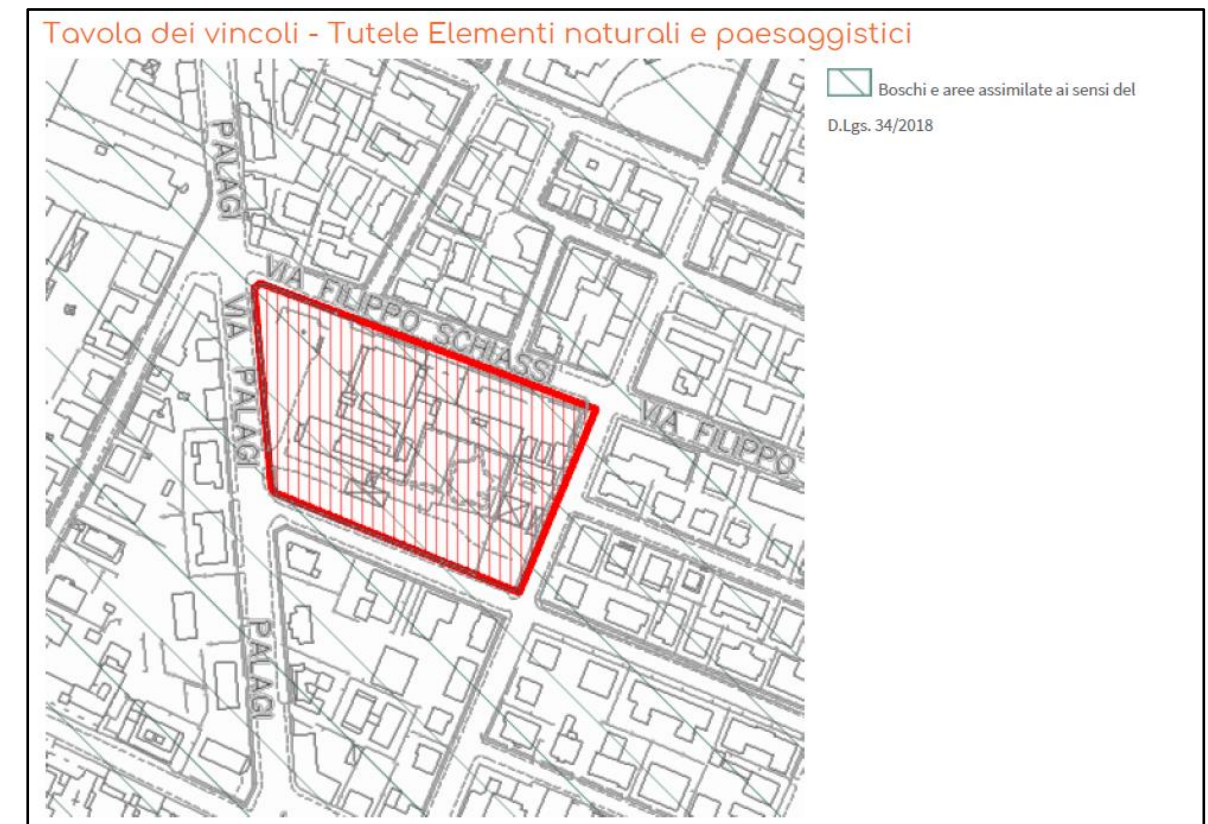 Tavola dei vincoli - Tutele Elementi naturali e paesaggistici
Boschi e aree assimilate ai sensi del
D.Lgs. 34/2018
PALAGI
VIA FILIPPO SCHIASSI
VIA PALAGI
VIA FILIPPO
PALAGI